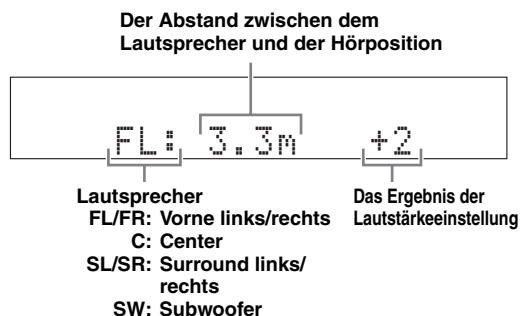 Der Abstand zwischen dem
Lautsprecher und der Hörposition
FL: 3.3m +2
Lautsprecher
FL/FR: Vorne links/rechts
C: Center
SL/SR: Surround links/
rechts
SW: Subwoofer
Das Ergebnis der
Lautstärkeeinstellung